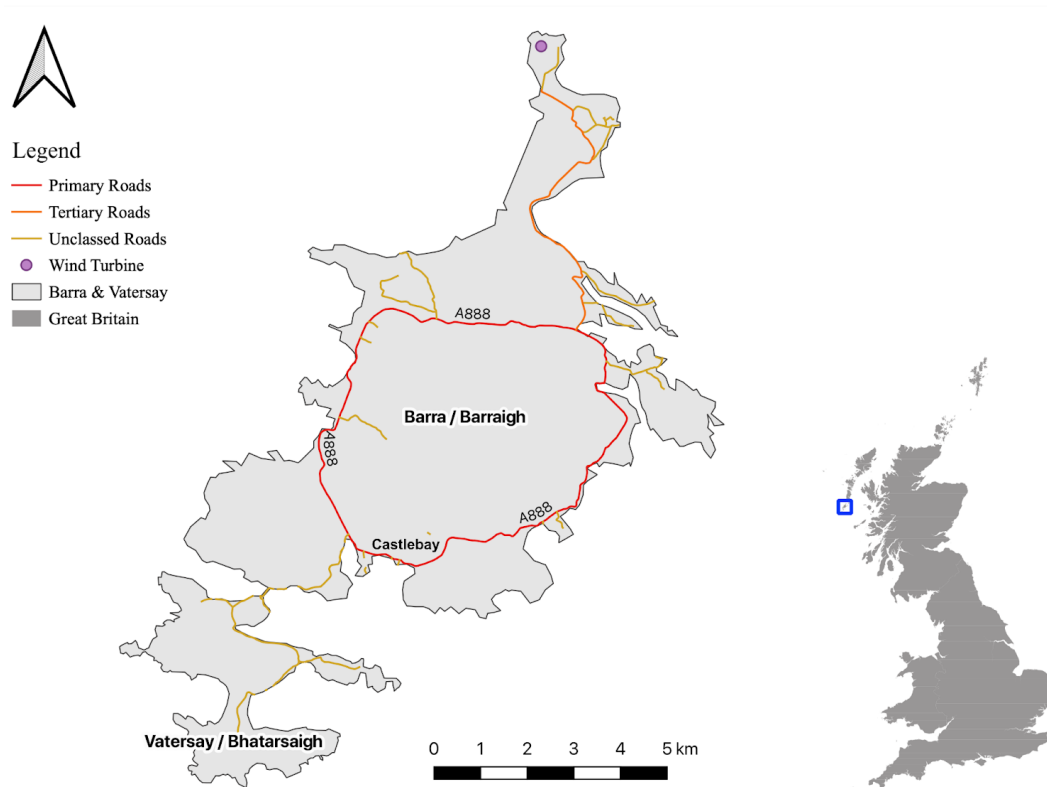 Legend
Primary Roads
Tertiary Roads
Unclassed Roads
Wind Turbine
Barra & Vatersay
Great Britain
A888
Barra / Barraigh
A888
A888
Castlebay
Vatersay / Bhatarsaigh
0 1 2 3 4 5 km